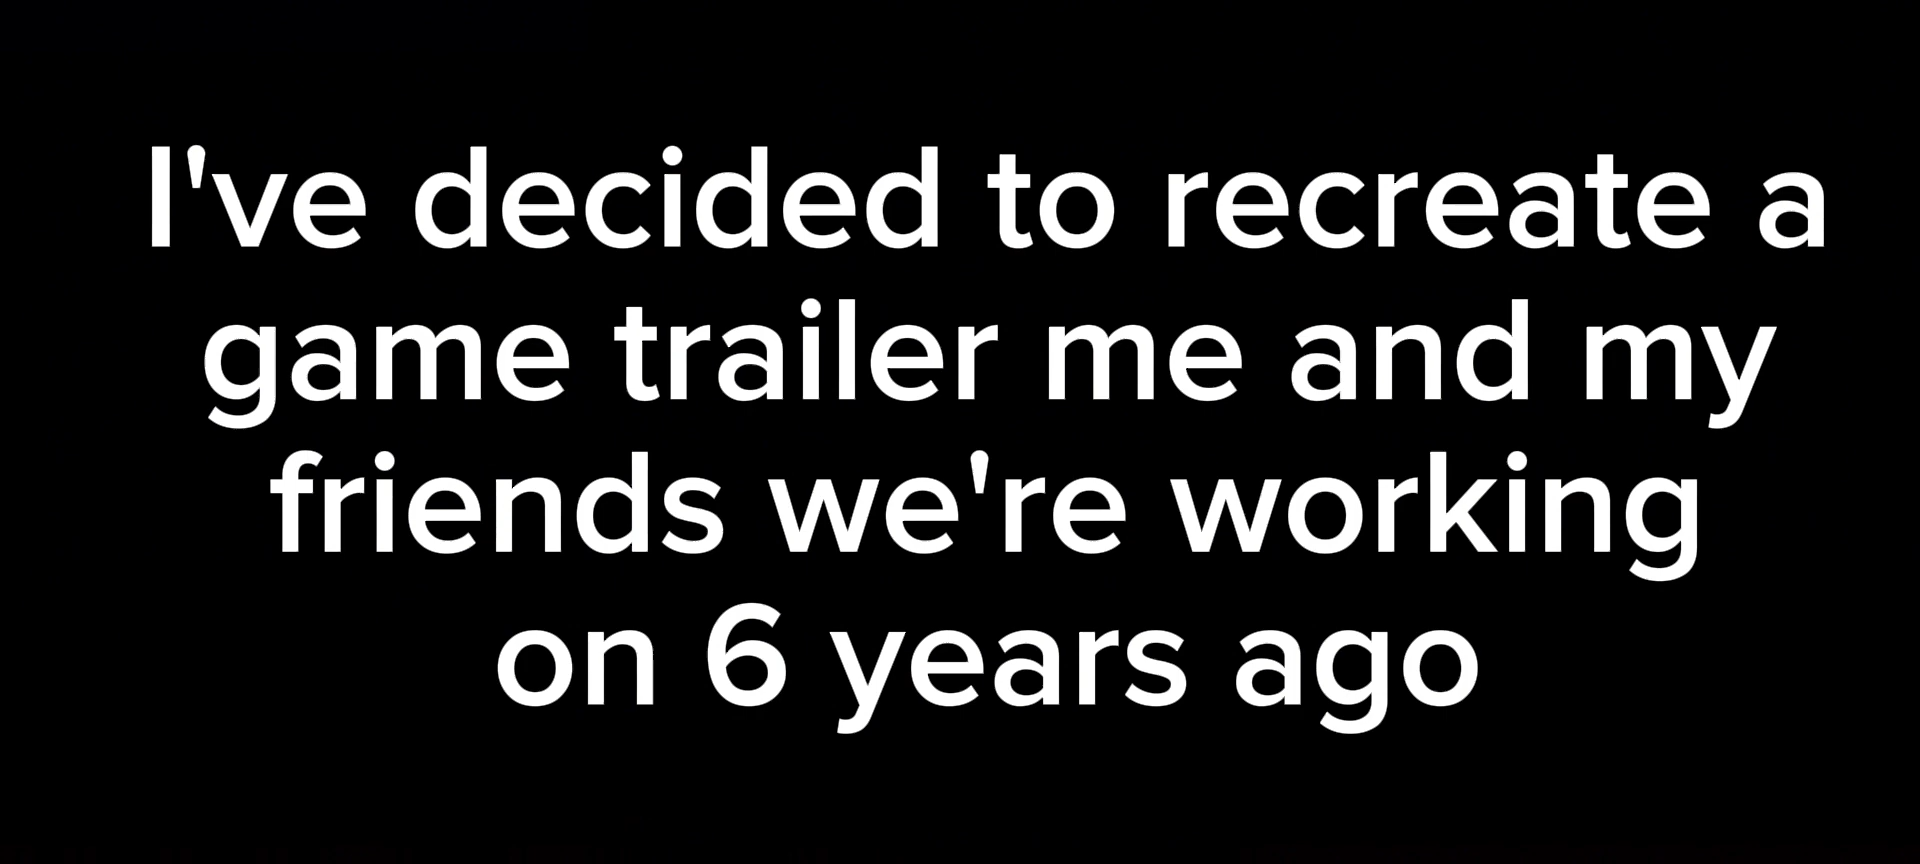 I've decided to recreate a
game trailer me and my
friends we're working
on 6 years ago